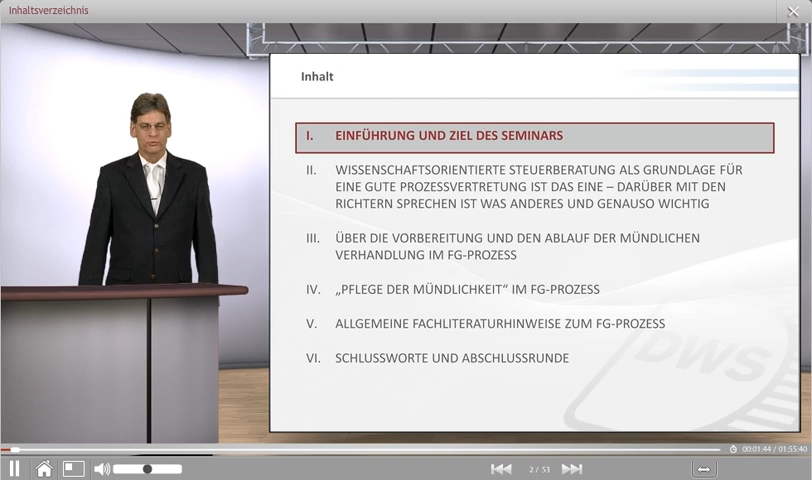 Inhaltsverzeichnis
Inhalt
I. EINFÜHRUNG UND ZIEL DES SEMINARS
II. WISSENSCHAFTSORIENTIERTE STEUERBERATUNG ALS GRUNDLAGE FÜR
EINE GUTE PROZESSVERTRETUNG IST DAS EINE – DARÜBER MIT DEN
RICHTERN SPRECHEN IST WAS ANDERES UND GENAUSO WICHTIG
III. ÜBER DIE VORBEREITUNG UND DEN ABLAUF DER MÜNDLICHEN
VERHANDLUNG IM FG-PROZESS
IV. „PFLEGE DER MÜNDLICHKEIT“ IM FG-PROZESS
V. ALLGEMEINE FACHLITERATURHINWEISE ZUM FG-PROZESS
VI. SCHLUSSWORTE UND ABSCHLUSSRUNDE
DWS
00:01:44 / 01:55:40
2 / 53